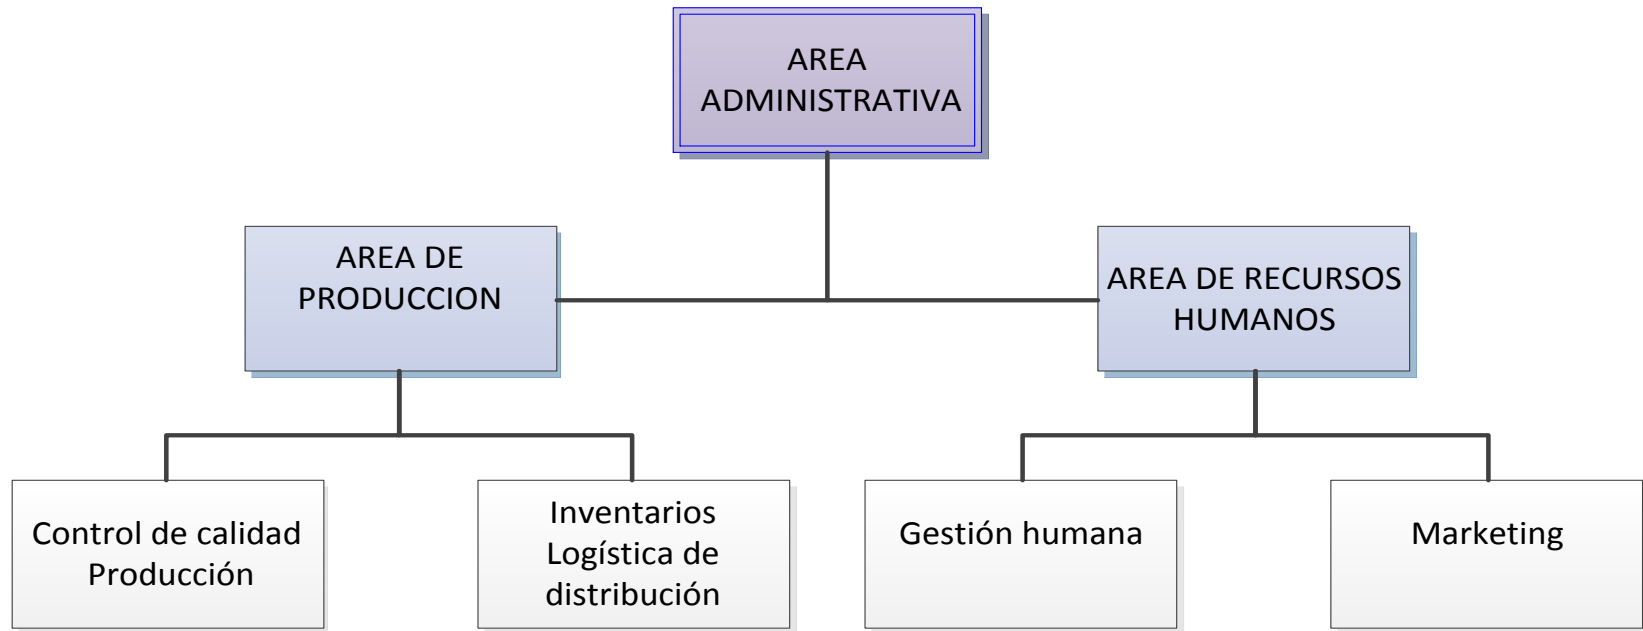 AREA
ADMINISTRATIVA
AREA DE
PRODUCCION
AREA DE RECURSOS
HUMANOS
Control de calidad
Producción
Inventarios
Logística de
distribución
Gestión humana
Marketing